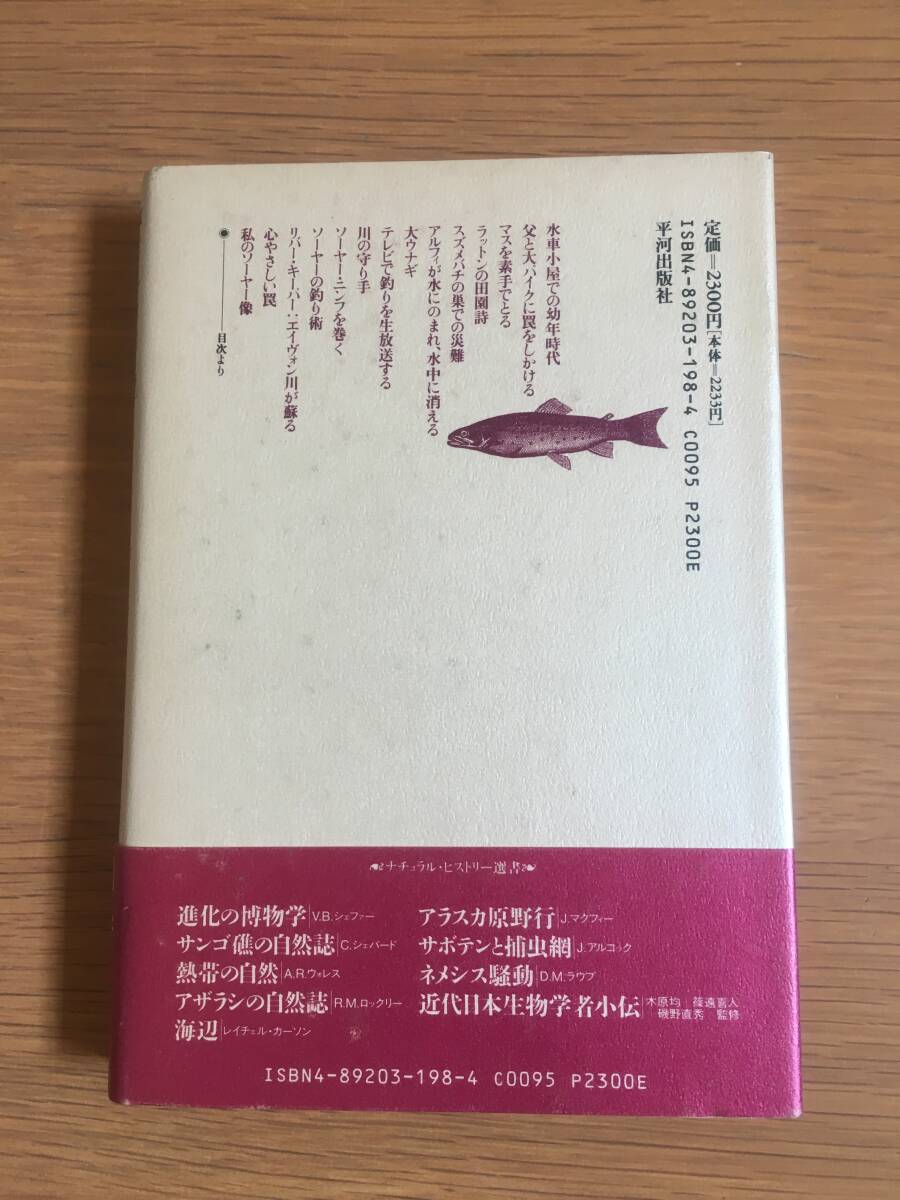 定価=2300円[本体=2233円]
ISBN4-89203-198-4 C0095 P2300E
平河出版社
水車小屋での幼年時代
父と大パイクに罠をしかける
マスを素手でとる
ラットンの田園詩
スズメバチの巣での災難
アルフィが水にのまれ、水中に消える
大ウナギ
テレビで釣りを生放送する
川の守り手
ソーヤー・ニンフを巻く
ソーヤーの釣り術
リバー・キーパー:エイヴォン川が蘇る
心やさしい罠
私のソーヤー像
目次より
ナチュラル・ヒストリー選書
進化の博物学|V.B.シェファー
サンゴ礁の自然誌|C.シェパード
熱帯の自然|A.R.ウォレス
アザラシの自然誌|R.M.ロックリー
海辺|レイチェル・カーソン
アラスカ原野行|J.マクフィー
サボテンと捕虫網|J.アルコック
ネメシス騒動|D.M.ラウプ
近代日本生物学者小伝|木原均 篠遠喜人
磯野直秀 監修
ISBN4-89203-198-4 C0095 P2300E